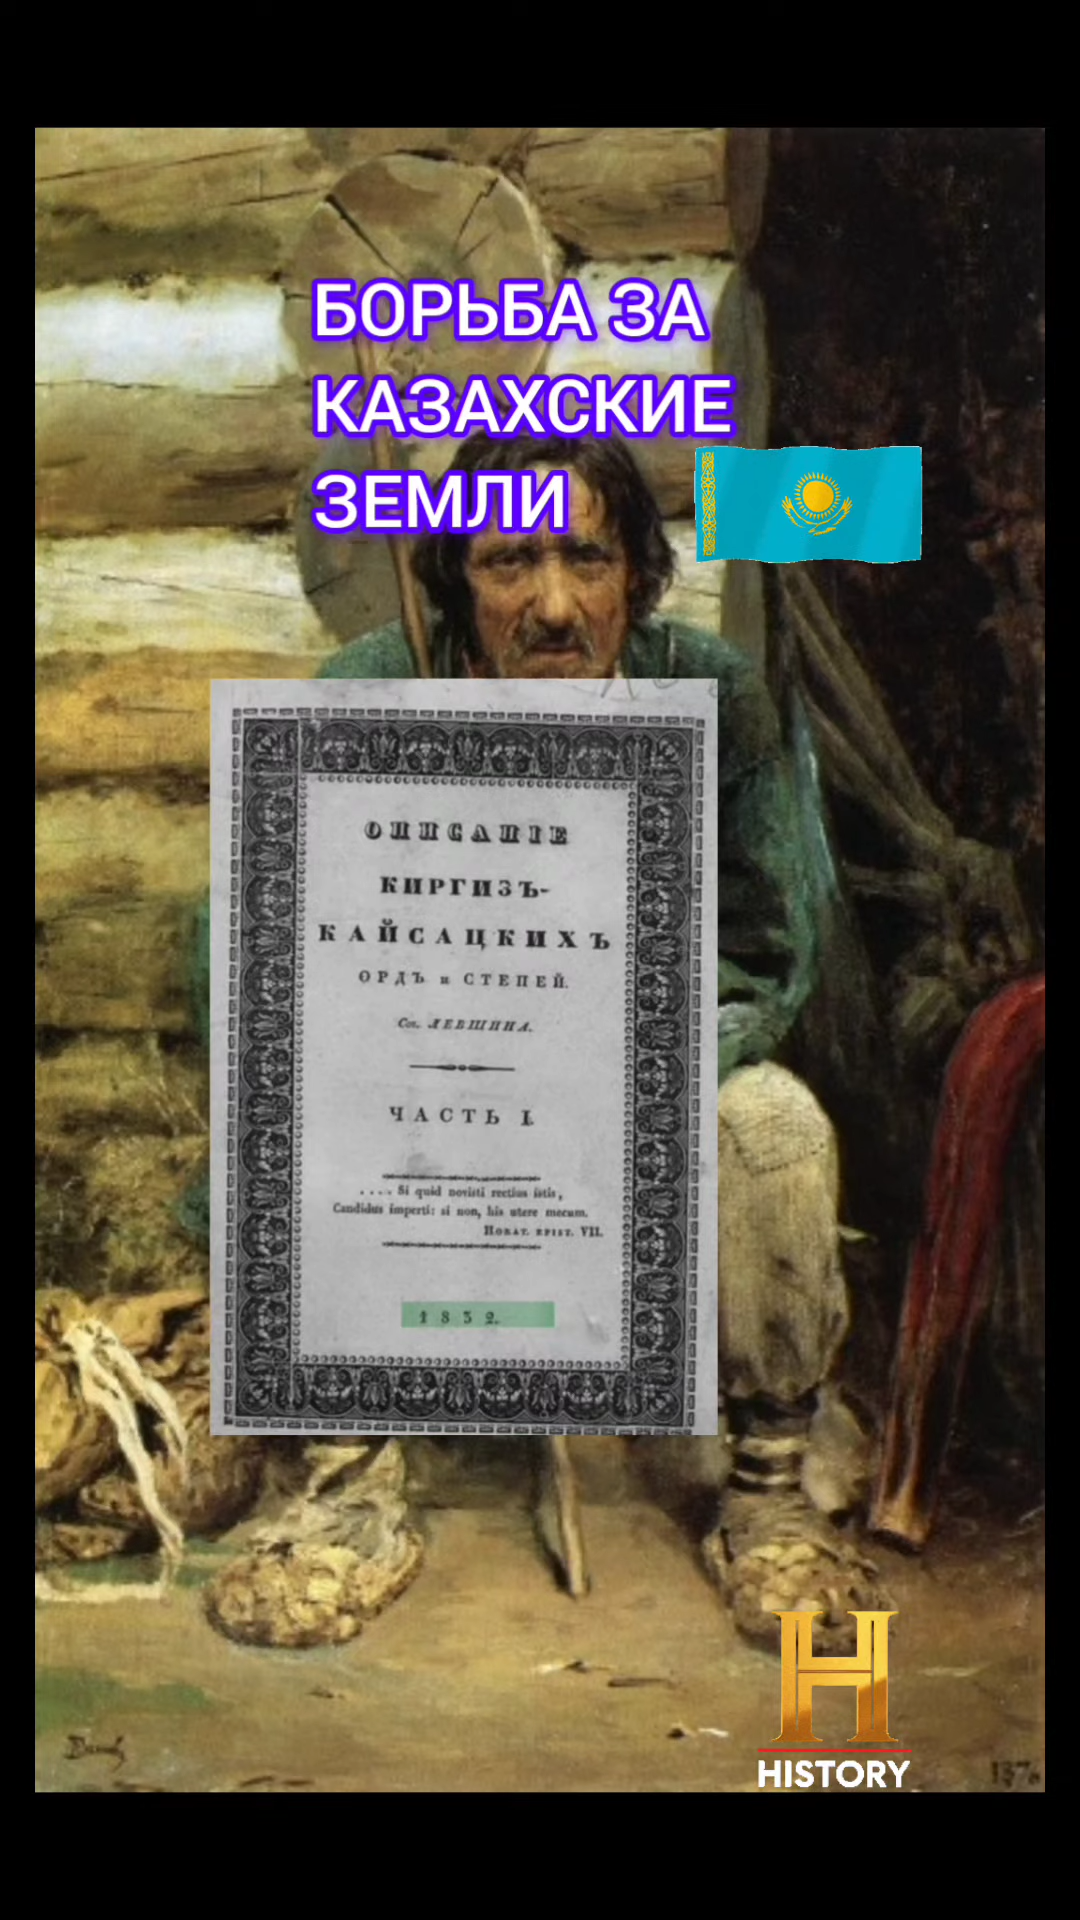 БОРЬБА ЗА
КАЗАХСКИЕ
ЗЕМЛИ
ОПИСАНІЕ
КИРГИЗЪ-
КАЙСАЦКИХЪ
ОРДЪ и СТЕПЕЙ.
Соч. ЛЕВШИНА.
ЧАСТЬ I.
.... Si quid novisti rectius istis,
Candidus imperti: si non, his utere mecum.
HORAT. EPIST. VII.
1832.
HISTORY